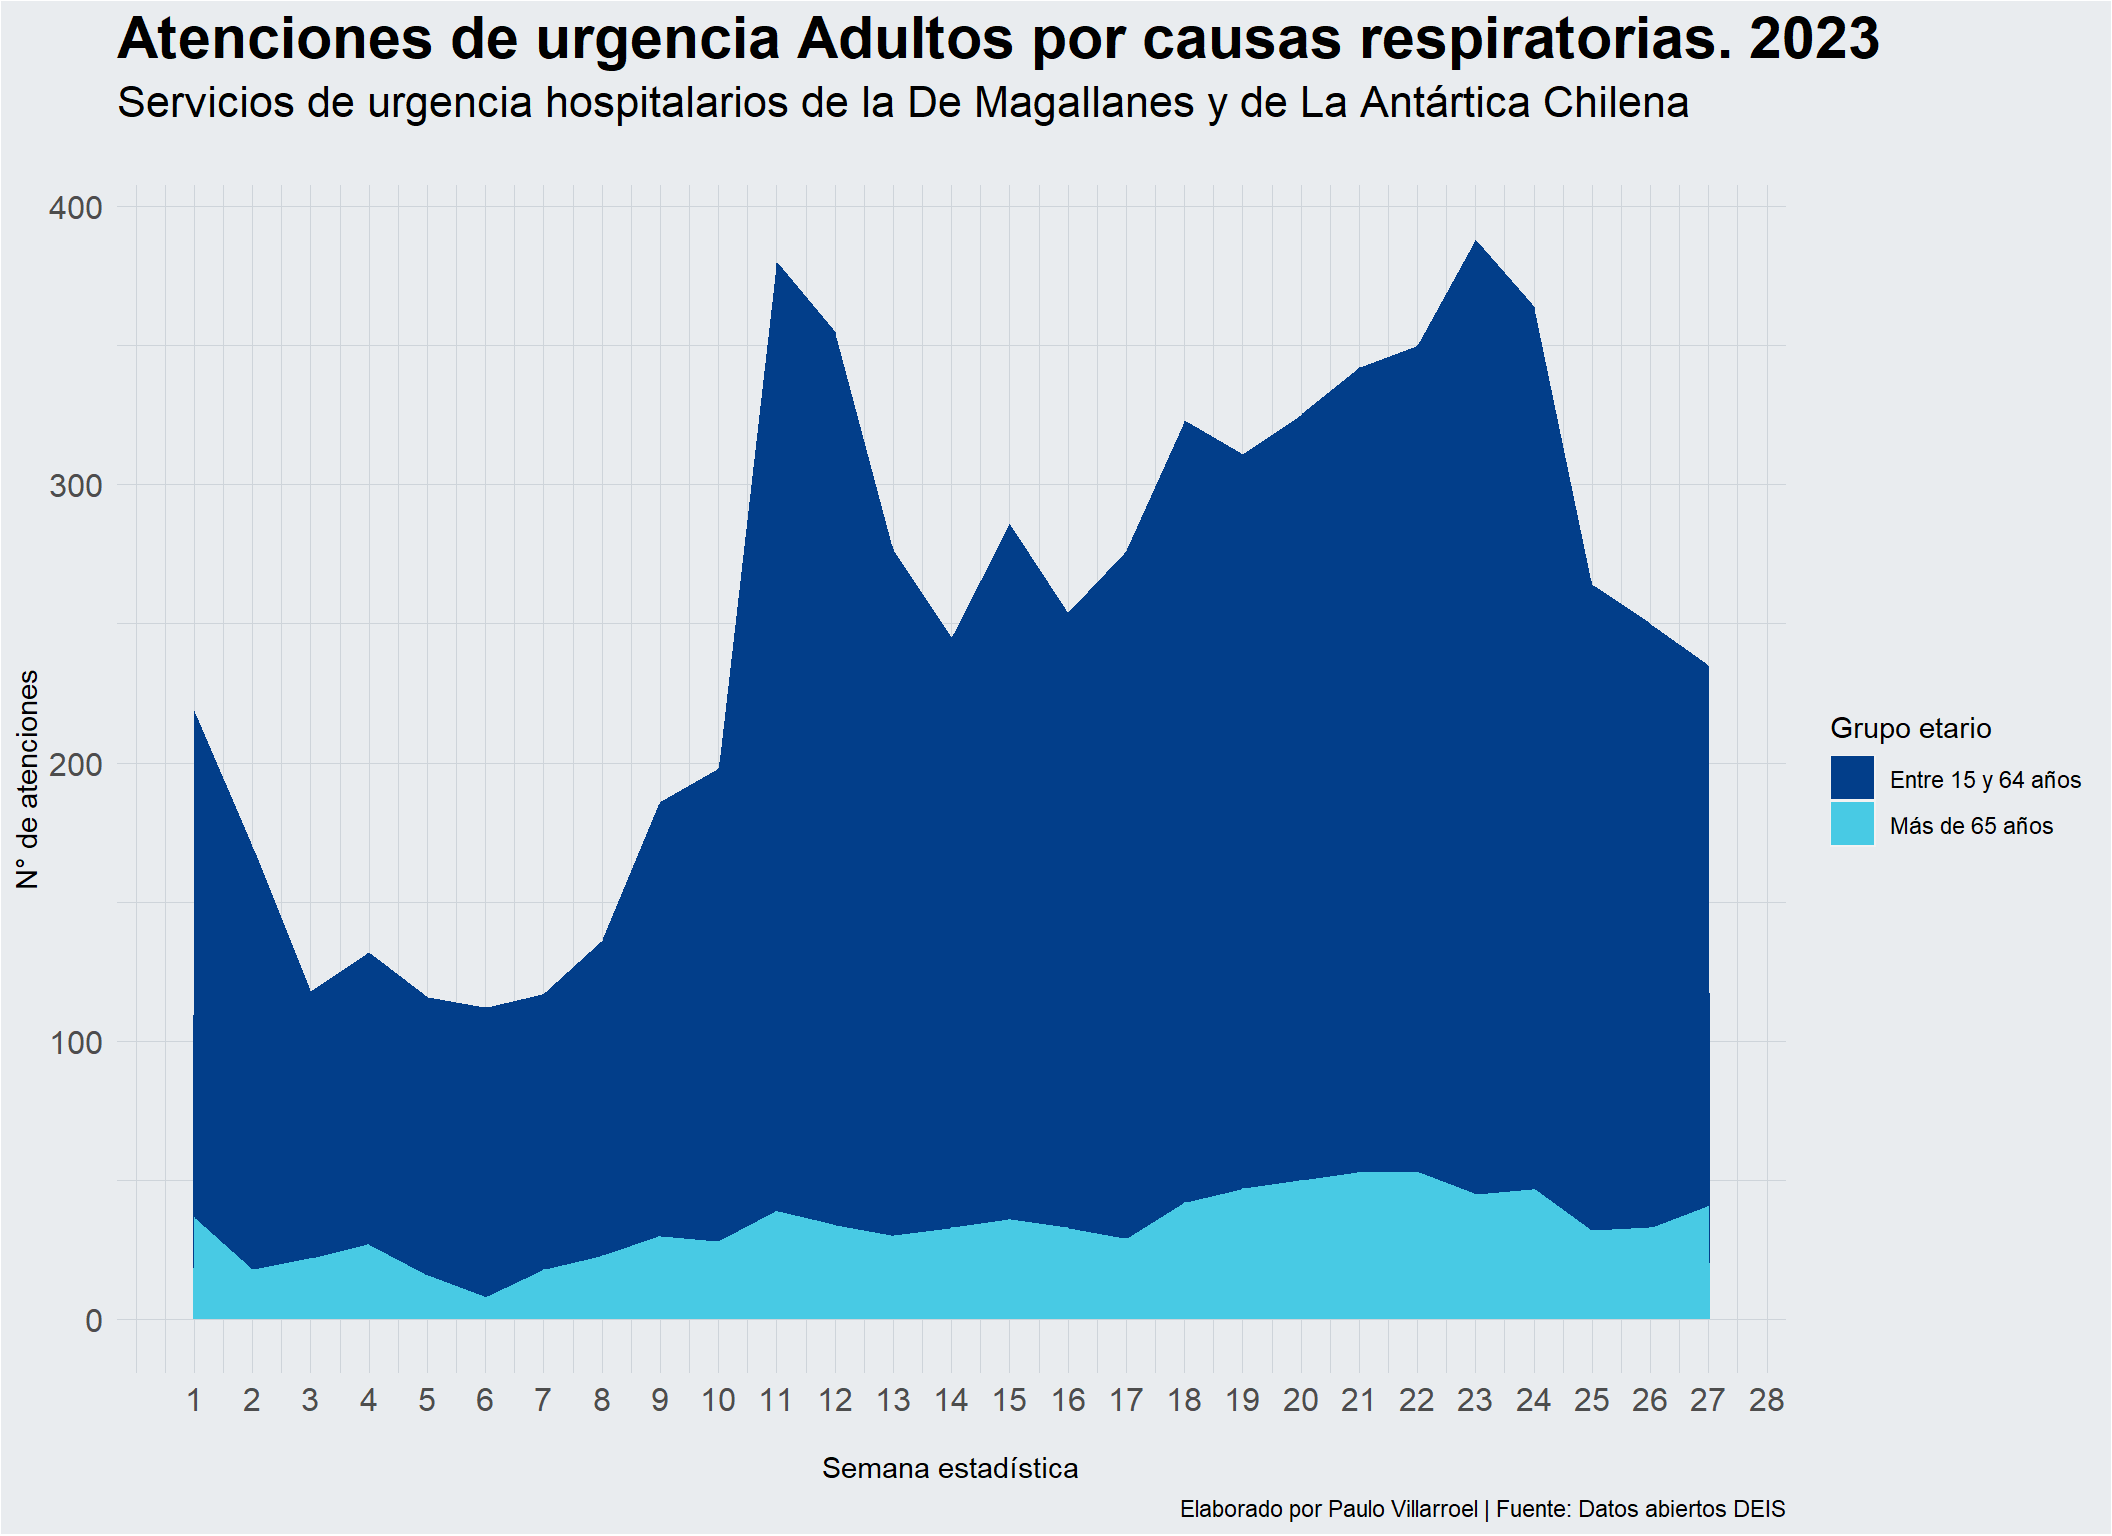 Atenciones de urgencia Adultos por causas respiratorias. 2023
Servicios de urgencia hospitalarios de la De Magallanes y de La Antártica Chilena
N° de atenciones
400
300
200
100
0
1 2 3 4 5 6 7 8 9 10 11 12 13 14 15 16 17 18 19 20 21 22 23 24 25 26 27 28
Semana estadística
Grupo etario
Entre 15 y 64 años
Más de 65 años
Elaborado por Paulo Villarroel | Fuente: Datos abiertos DEIS